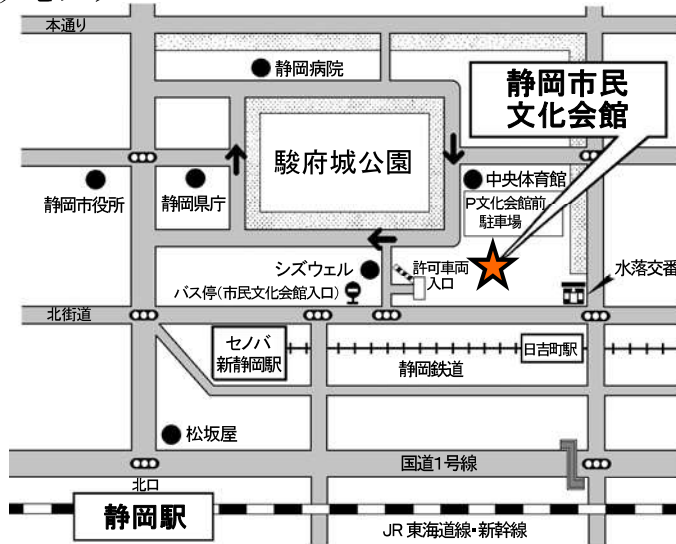 本通り
静岡病院
静岡市民
文化会館
駿府城公園
中央体育館
静岡市役所
静岡県庁
P文化会館前
駐車場
シズウェル
許可車両
入口
水落交番
バス停(市民文化会館入口)
北街道
セノバ
新静岡駅
日吉町駅
静岡鉄道
松坂屋
国道1号線
北口
静岡駅
JR 東海道線・新幹線